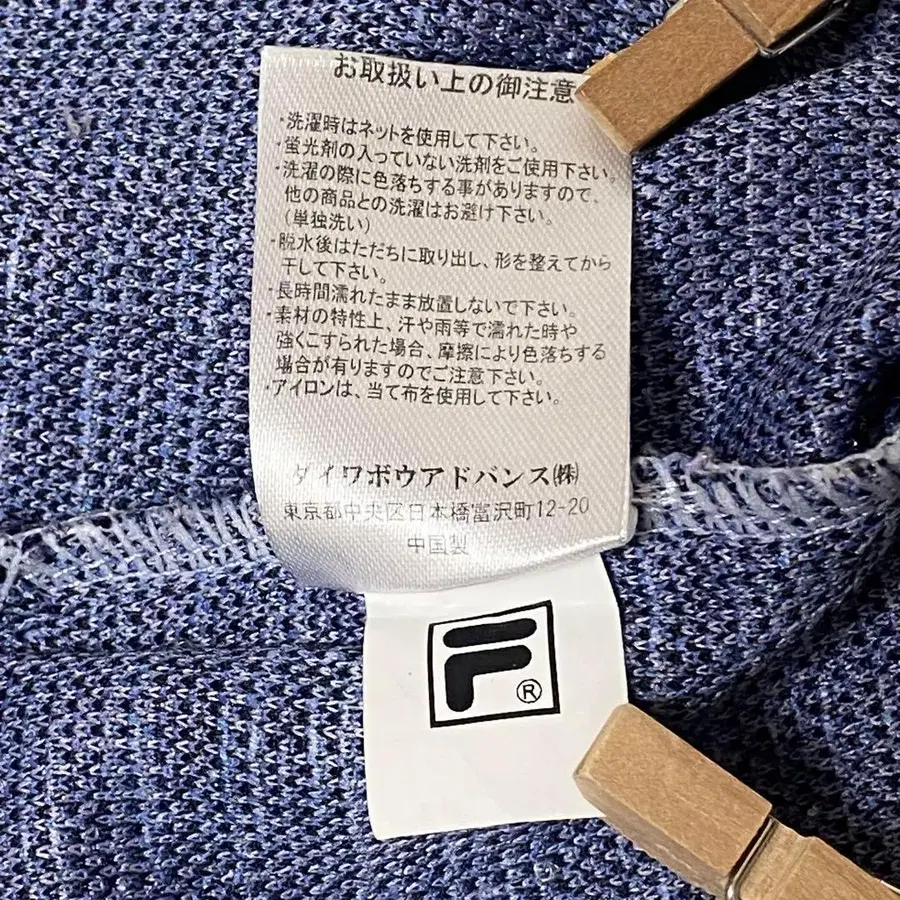 お取扱い上の御注意
・洗濯時はネットを使用して下さい。
・蛍光剤の入っていない洗剤をご使用下さい。
・洗濯の際に色落ちする事がありますので、
他の商品との洗濯はお避け下さい。
(単独洗い)
・脱水後はただちに取り出し、形を整えてから
干して下さい。
・長時間濡れたまま放置しないで下さい。
・素材の特性上、汗や雨等で濡れた時や
強くこすられた場合、摩擦により色落ちする
場合が有りますのでご注意下さい。
・アイロンは、当て布を使用して下さい。
ダイワボウアドバンス㈱
東京都中央区日本橋富沢町12-20
中国製
F®